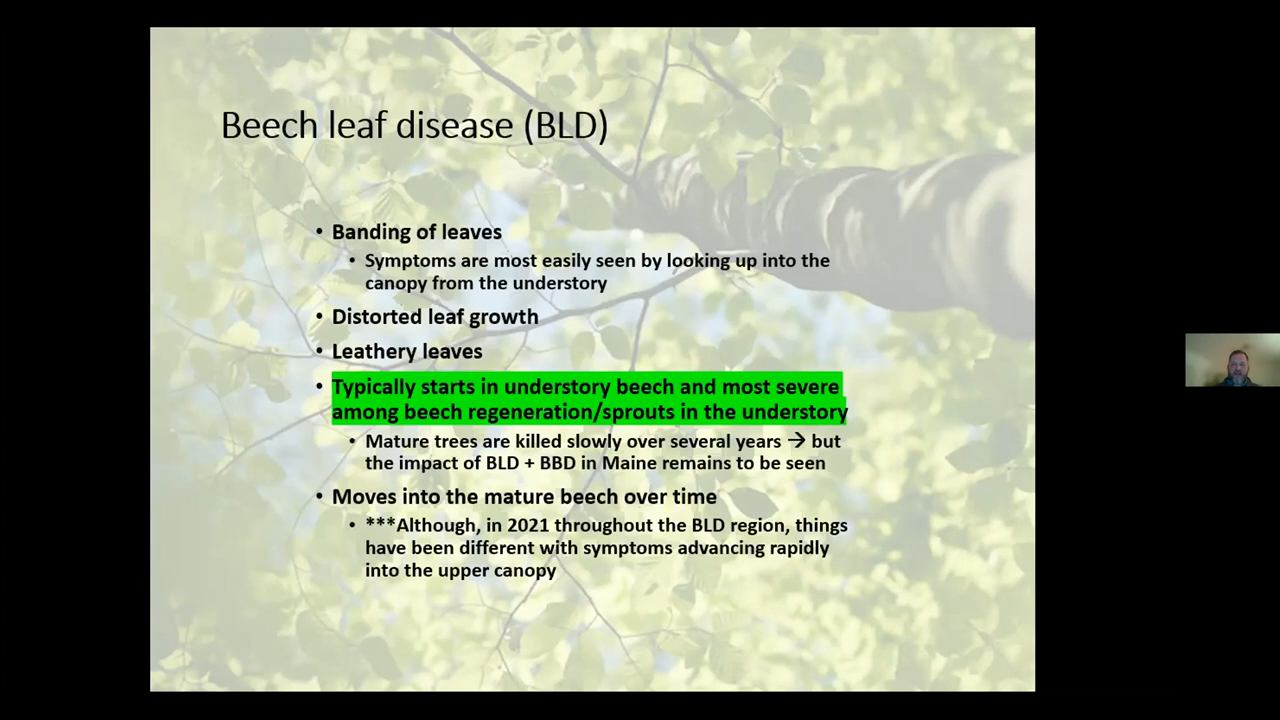 Beech leaf disease (BLD)
• Banding of leaves
• Symptoms are most easily seen by looking up into the
canopy from the understory
• Distorted leaf growth
• Leathery leaves
• Typically starts in understory beech and most severe
among beech regeneration/sprouts in the understory
• Mature trees are killed slowly over several years → but
the impact of BLD + BBD in Maine remains to be seen
• Moves into the mature beech over time
• ***Although, in 2021 throughout the BLD region, things
have been different with symptoms advancing rapidly
into the upper canopy